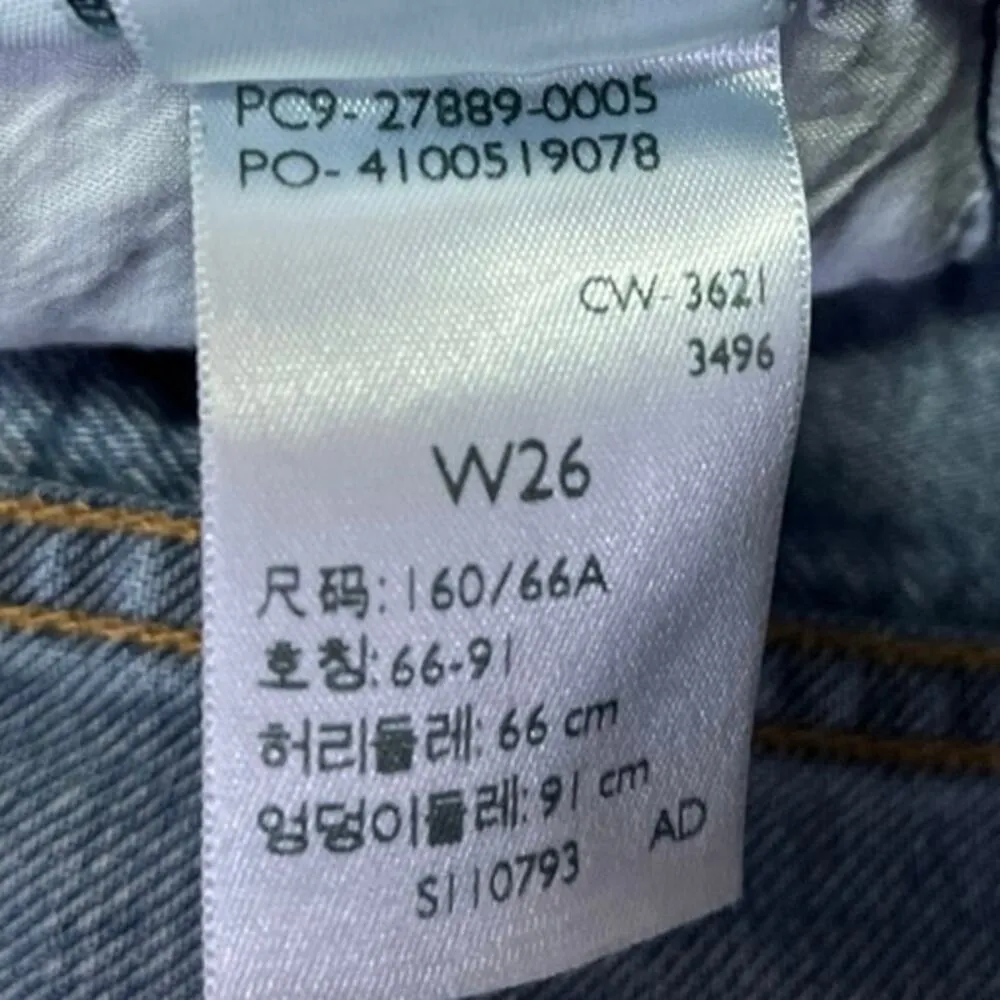 PC9-27889-0005
PO-4100519078
CW-3621
3496
W26
尺码:160/66A
호칭:66-91
허리둘레:66 cm
엉덩이둘레:91 cm
AD
S110793